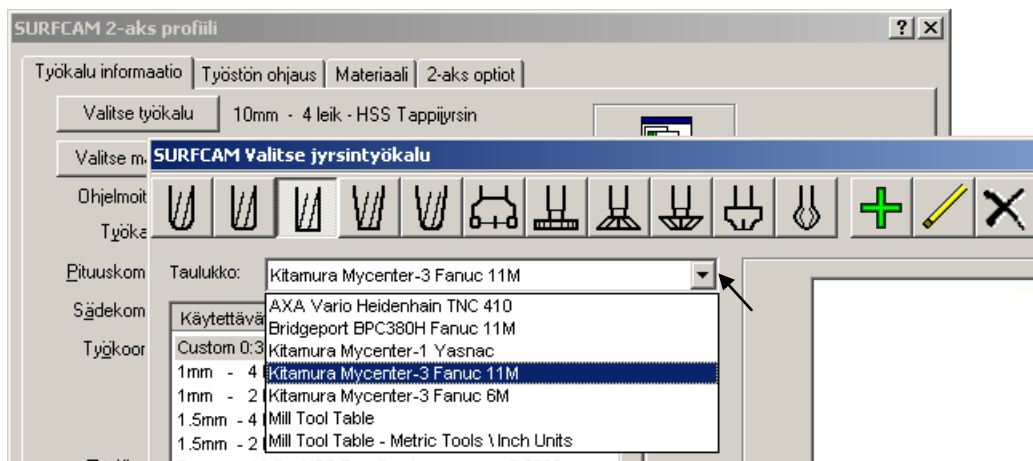 SURFCAM 2-aks profiili
Työkalu informaatio Työstön ohjaus Materiaali 2-aks optiot
Valitse työkalu 10mm - 4 leik - HSS Tappijyrsin
Valitse m
SURFCAM Valitse jyrsintyökalu
Ohjelmoit
Työka
Pituuskom Taulukko: Kitamura Mycenter-3 Fanuc 11M
Sädekom
AXA Vario Heidenhain TNC 410
Käytettävä
Bridgeport BPC380H Fanuc 11M
Työkoor
Custom 0:3
Kitamura Mycenter-1 Yasnac
1mm - 4
Kitamura Mycenter-3 Fanuc 11M
1mm - 2
Kitamura Mycenter-3 Fanuc 6M
1.5mm - 4
Mill Tool Table
1.5mm - 2
Mill Tool Table - Metric Tools \ Inch Units